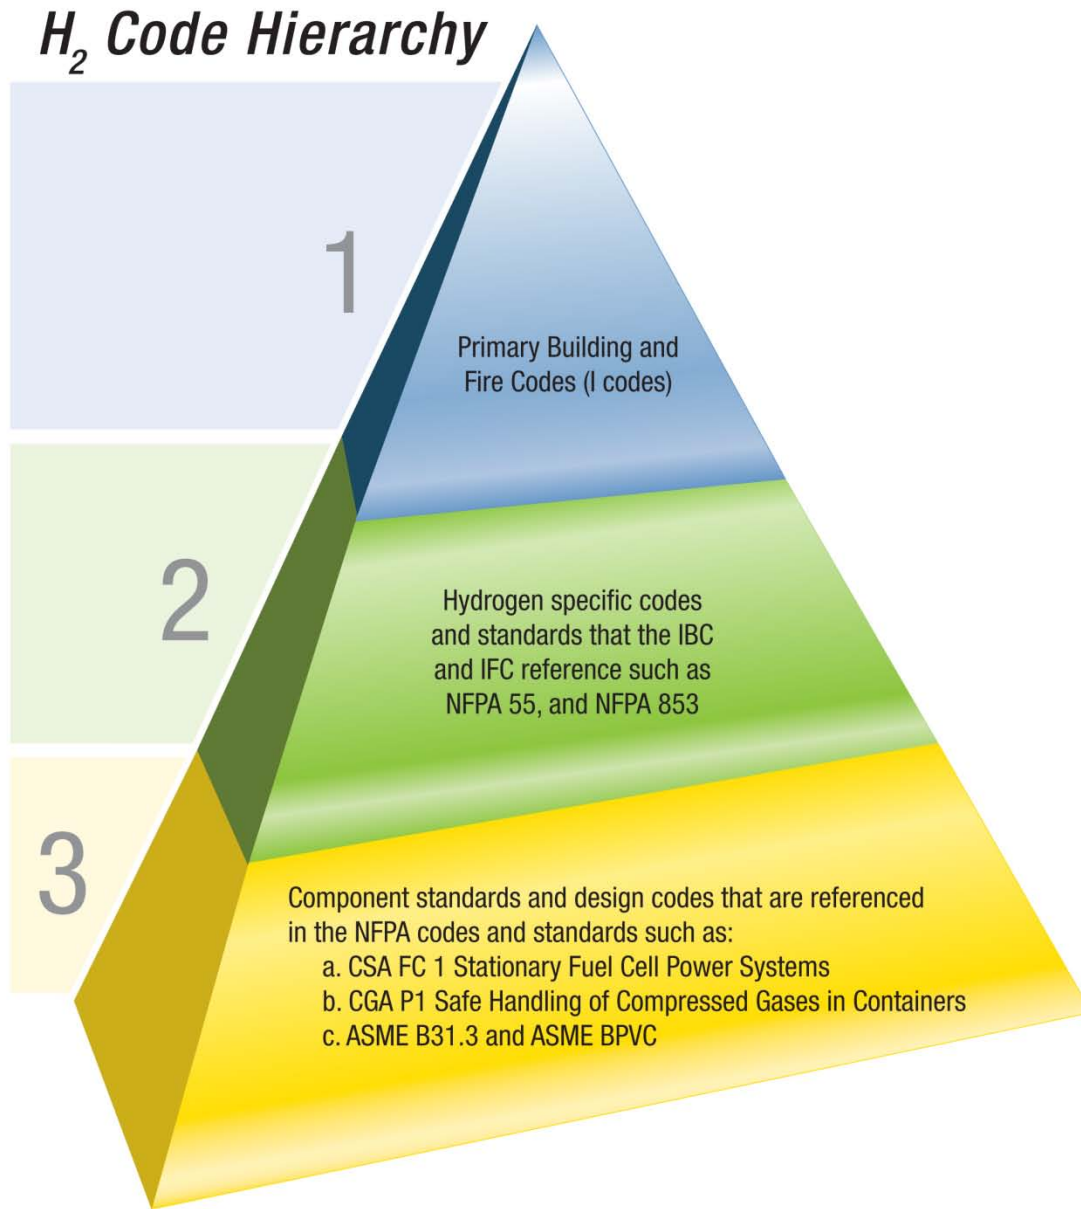 H₂ Code Hierarchy
1
Primary Building and
Fire Codes (I codes)
2
Hydrogen specific codes
and standards that the IBC
and IFC reference such as
NFPA 55, and NFPA 853
3
Component standards and design codes that are referenced
in the NFPA codes and standards such as:
a. CSA FC 1 Stationary Fuel Cell Power Systems
b. CGA P1 Safe Handling of Compressed Gases in Containers
c. ASME B31.3 and ASME BPVC